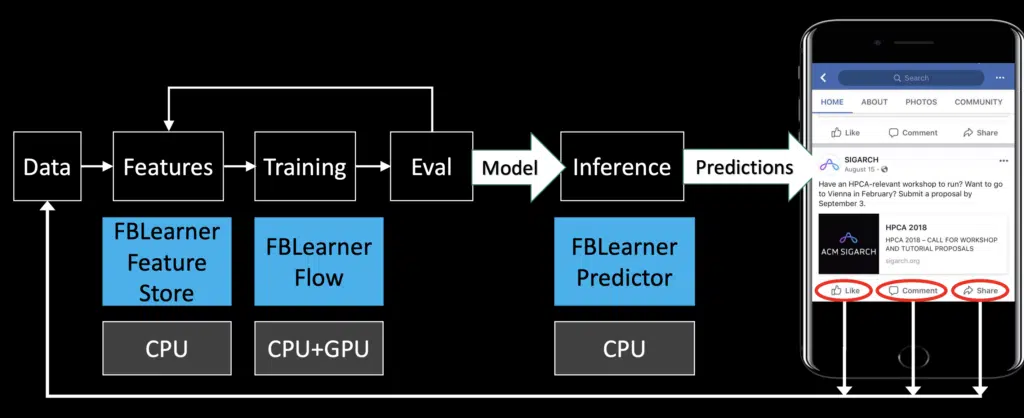 Data
Features
Training
Eval
Model
Inference
Predictions
FBLearner
Feature
Store
FBLearner
Flow
FBLearner
Predictor
CPU
CPU+GPU
CPU
Search
HOME ABOUT PHOTOS COMMUNITY
Like Comment Share
SIGARCH
August 15
Have an HPCA-relevant workshop to run? Want to go
to Vienna in February? Submit a proposal by
September 3.
ACM SIGARCH
HPCA 2018
HPCA 2018 – CALL FOR WORKSHOP
AND TUTORIAL PROPOSALS
sigarch.org
Like Comment Share